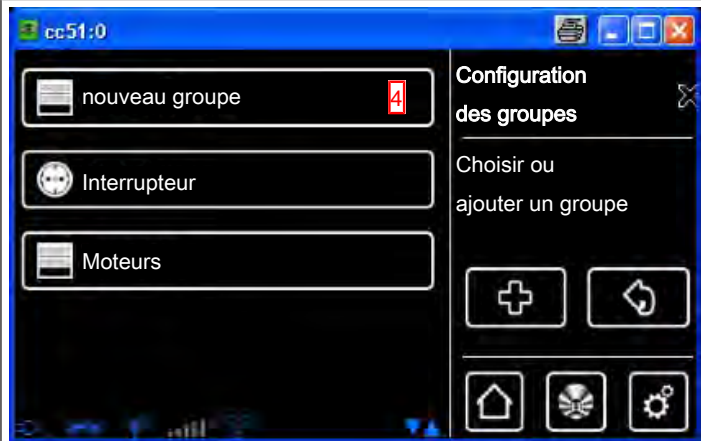 cc51:0
nouveau groupe 4
Interrupteur
Moteurs
Configuration
des groupes
Choisir ou
ajouter un groupe